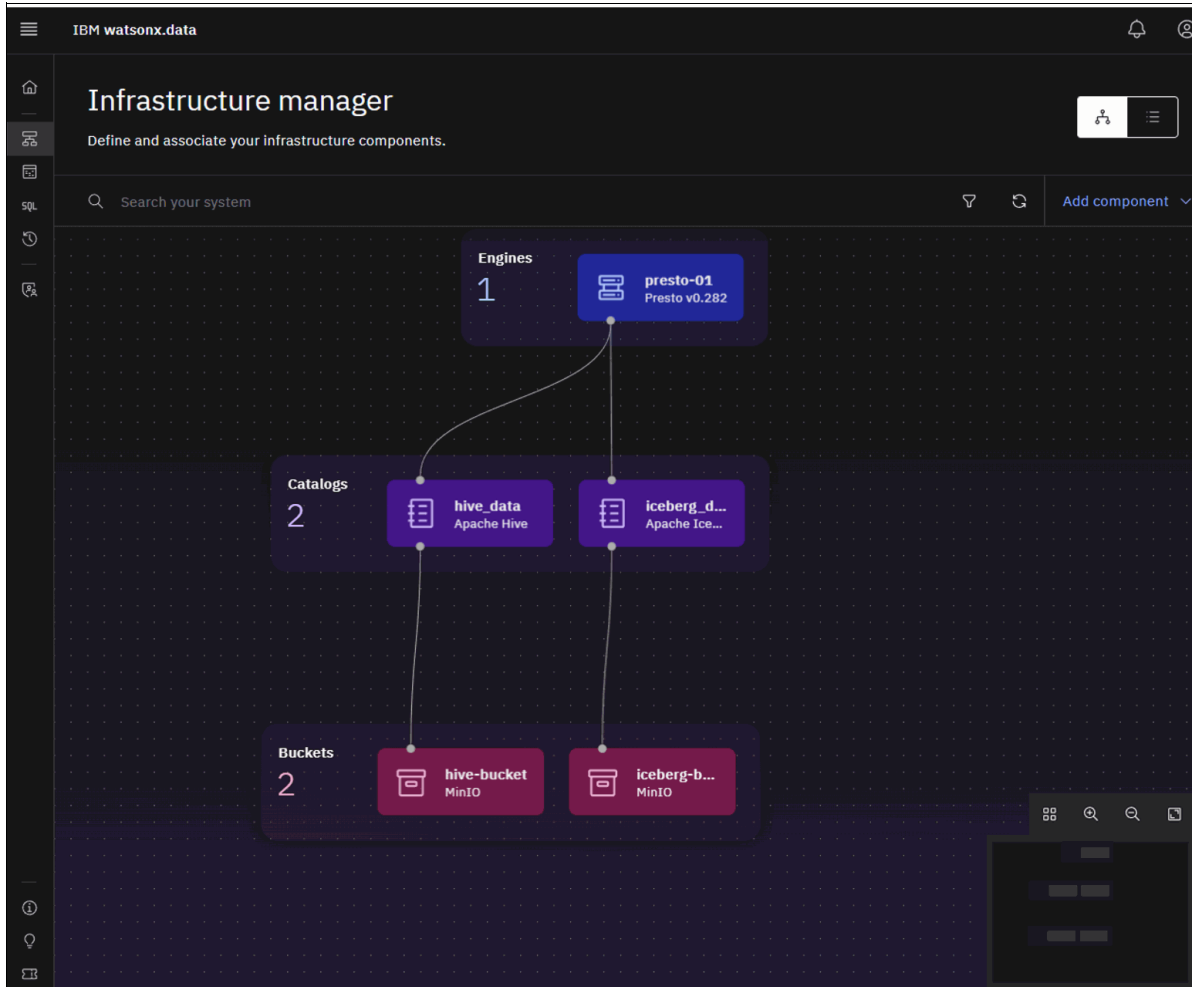 IBM watsonx.data
Infrastructure manager
Define and associate your infrastructure components.
SQL
Search your system
Add component
Engines
1
presto-01
Presto v0.282
Catalogs
2
hive_data
Apache Hive
iceberg_d...
Apache Ice...
Buckets
2
hive-bucket
MinIO
iceberg-b...
MinIO